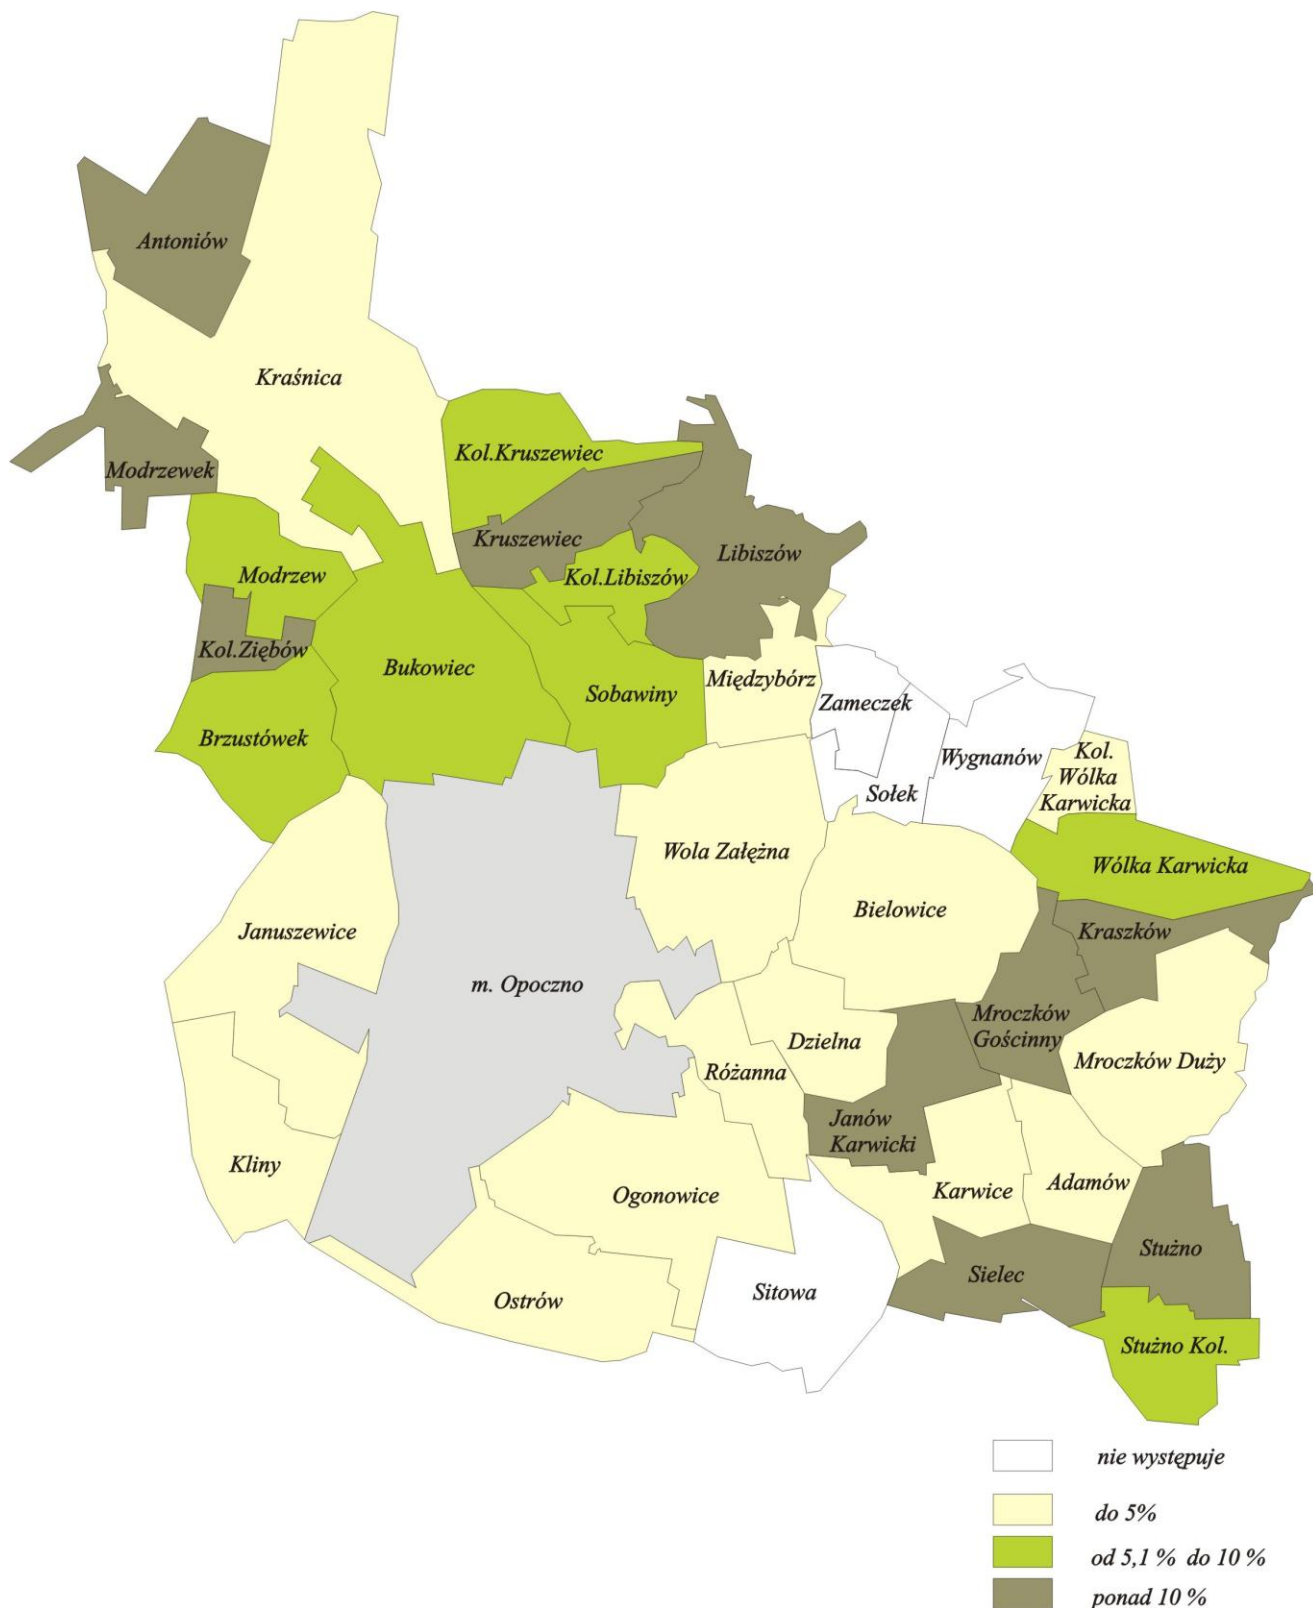 Antoniów
Kraśnica
Kol.Kruszewiec
Modrzewek
Kruszewiec
Libiszów
Modrzew
Kol.Libiszów
Kol.Ziębów
Bukowiec
Sobawiny
Międzybórz
Zameczek
Brzustówek
Wygnanów
Kol.
Wólka
Karwicka
Sołek
Wola Załężna
Wólka Karwicka
Bielowice
Januszewice
Kraszków
m. Opoczno
Mroczków
Gościnny
Dzielna
Różanna
Mroczków Duży
Janów
Karwicki
Kliny
Ogonowice
Karwice
Adamów
Stużno
Sielec
Ostrów
Sitowa
Stużno Kol.
nie występuje
do 5%
od 5,1 % do 10 %
ponad 10 %